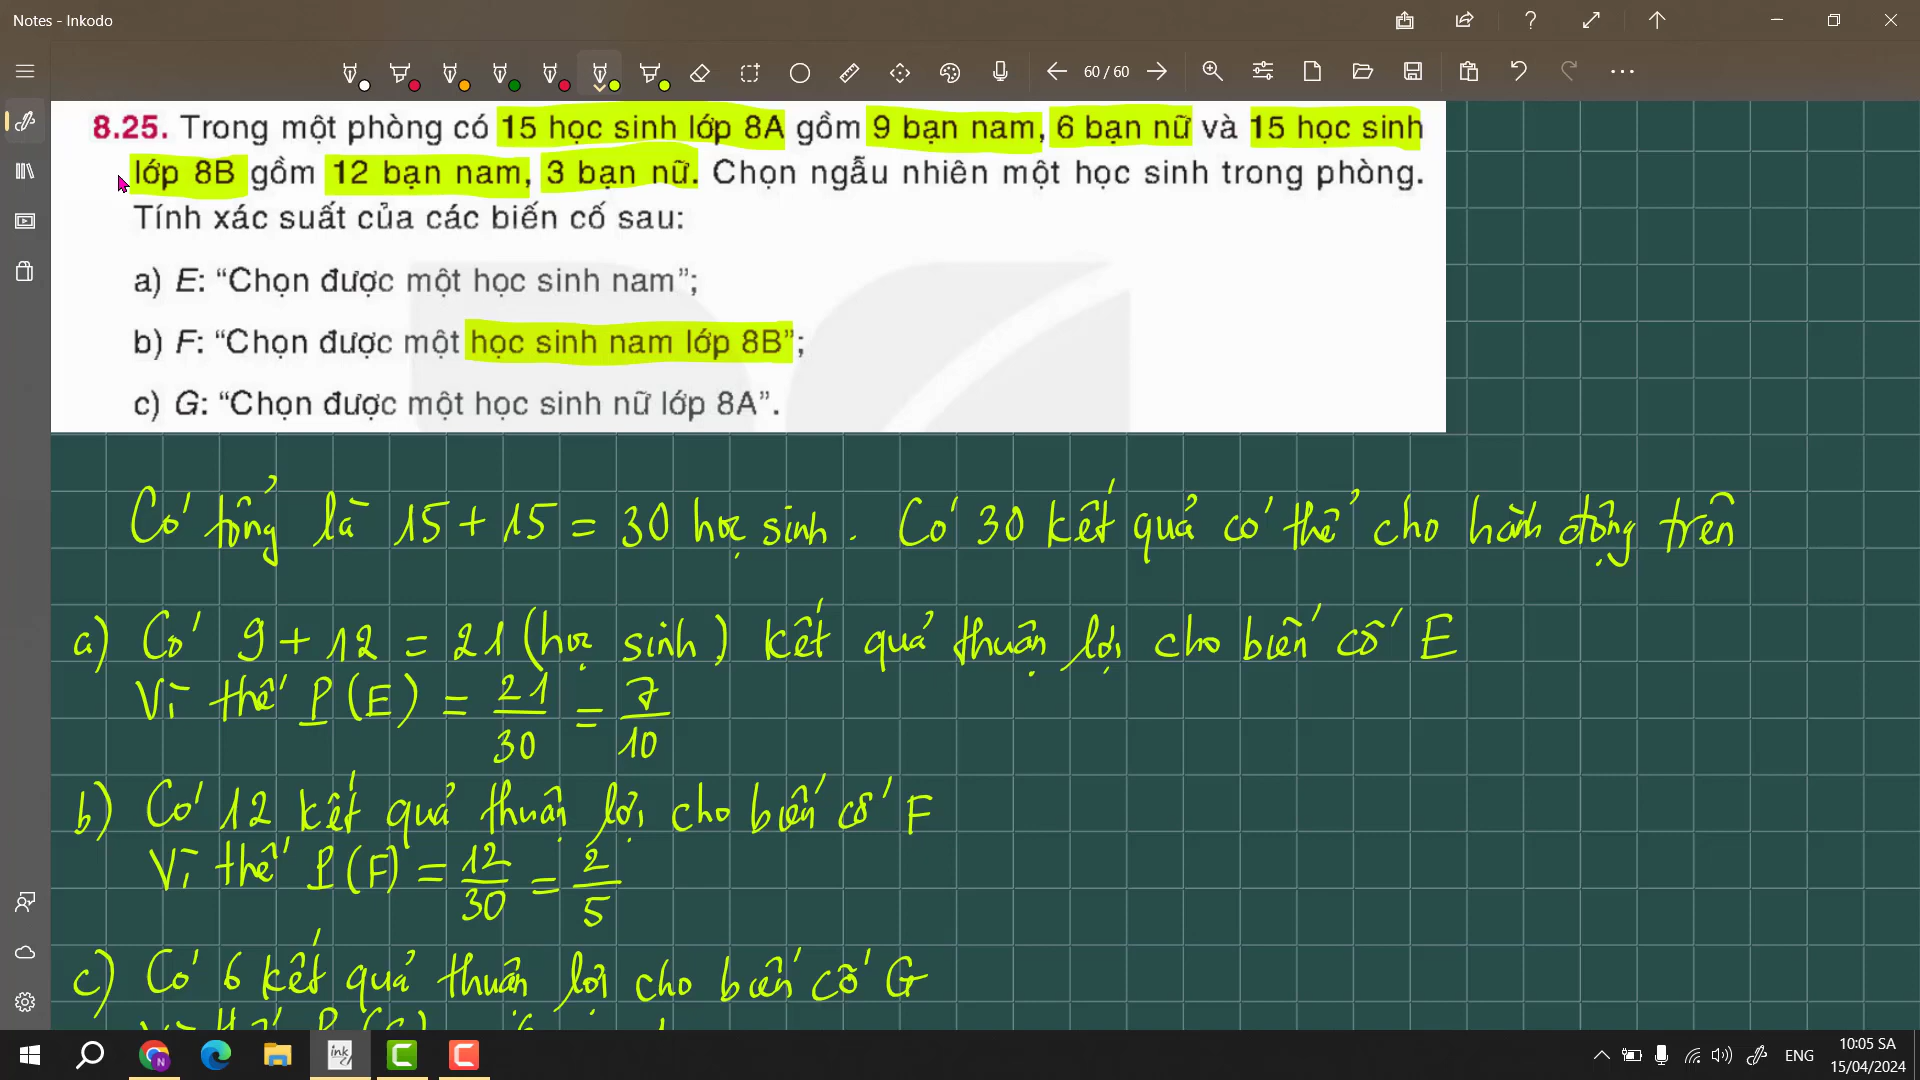 Notes - Inkodo
60 / 60
8.25. Trong một phòng có 15 học sinh lớp 8A gồm 9 bạn nam, 6 bạn nữ và 15 học sinh
lớp 8B gồm 12 bạn nam, 3 bạn nữ. Chọn ngẫu nhiên một học sinh trong phòng.
Tính xác suất của các biến cố sau:
a) E: “Chọn được một học sinh nam”;
b) F: “Chọn được một học sinh nam lớp 8B”;
c) G: “Chọn được một học sinh nữ lớp 8A”.
Có tổng là 15 + 15 = 30 học sinh. Có 30 kết quả có thể cho hành động trên
a) Có 9 + 12 = 21 (học sinh) kết quả thuận lợi cho biến cố E
Vì thế P(E) = 21/30 = 7/10
b) Có 12 kết quả thuận lợi cho biến cố F
Vì thế P(F) = 12/30 = 2/5
c) Có 6 kết quả thuận lợi cho biến cố G
ENG
10:05 SA
15/04/2024